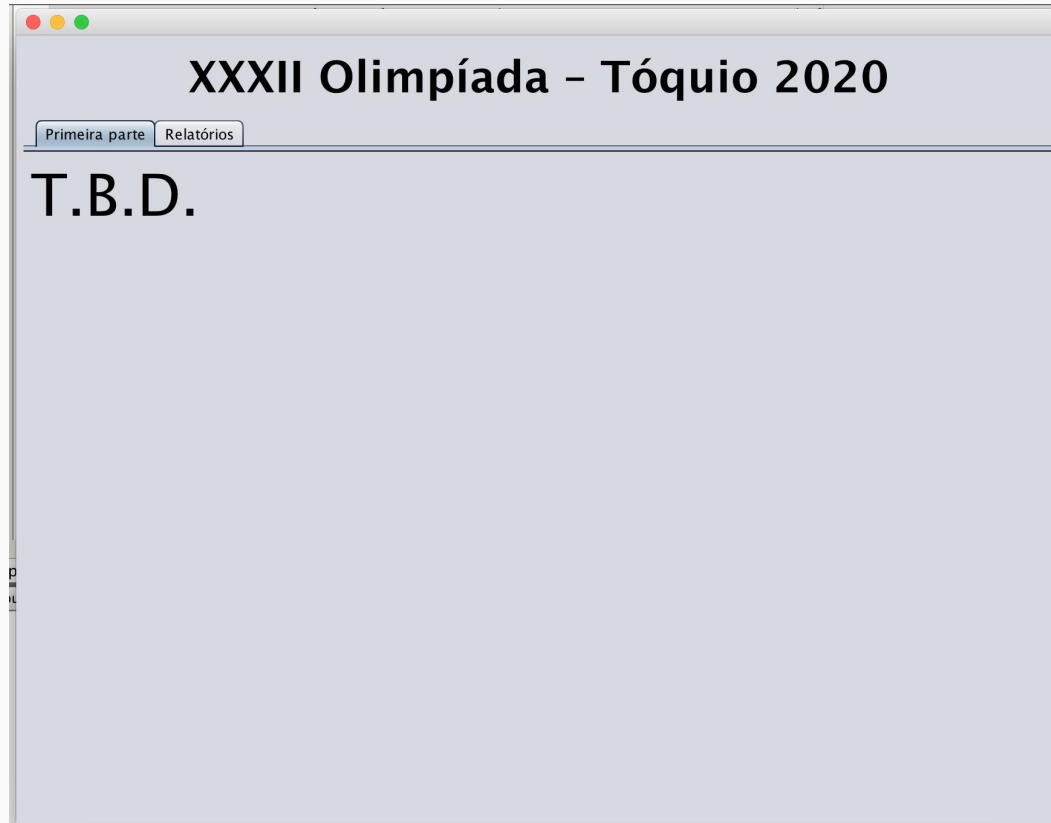 XXXII Olimpíada – Tóquio 2020
Primeira parte Relatórios
T.B.D.